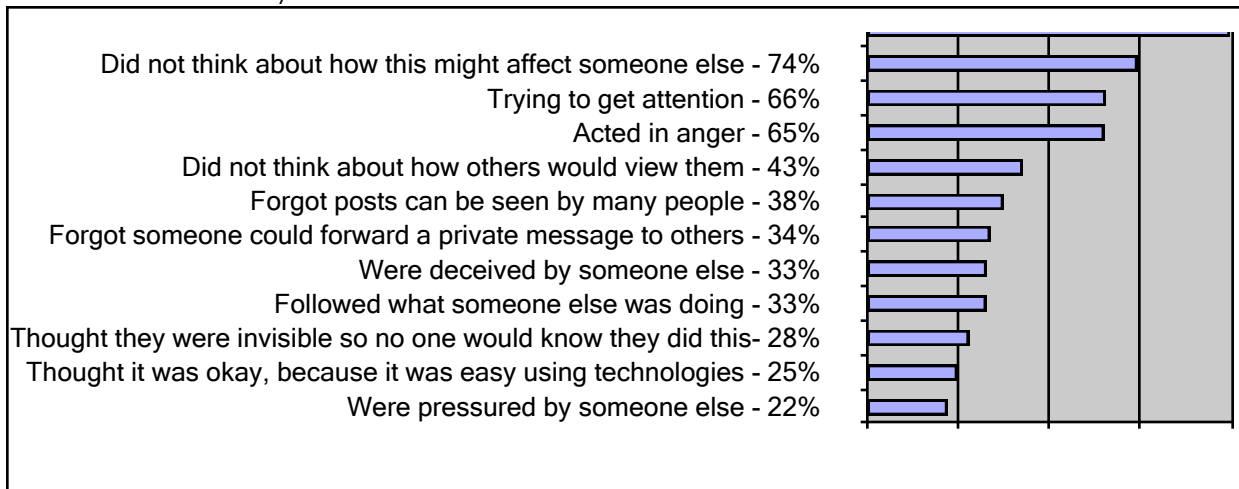 Did not think about how this might affect someone else - 74%
Trying to get attention - 66%
Acted in anger - 65%
Did not think about how others would view them - 43%
Forgot posts can be seen by many people - 38%
Forgot someone could forward a private message to others - 34%
Were deceived by someone else - 33%
Followed what someone else was doing - 33%
Thought they were invisible so no one would know they did this- 28%
Thought it was okay, because it was easy using technologies - 25%
Were pressured by someone else - 22%